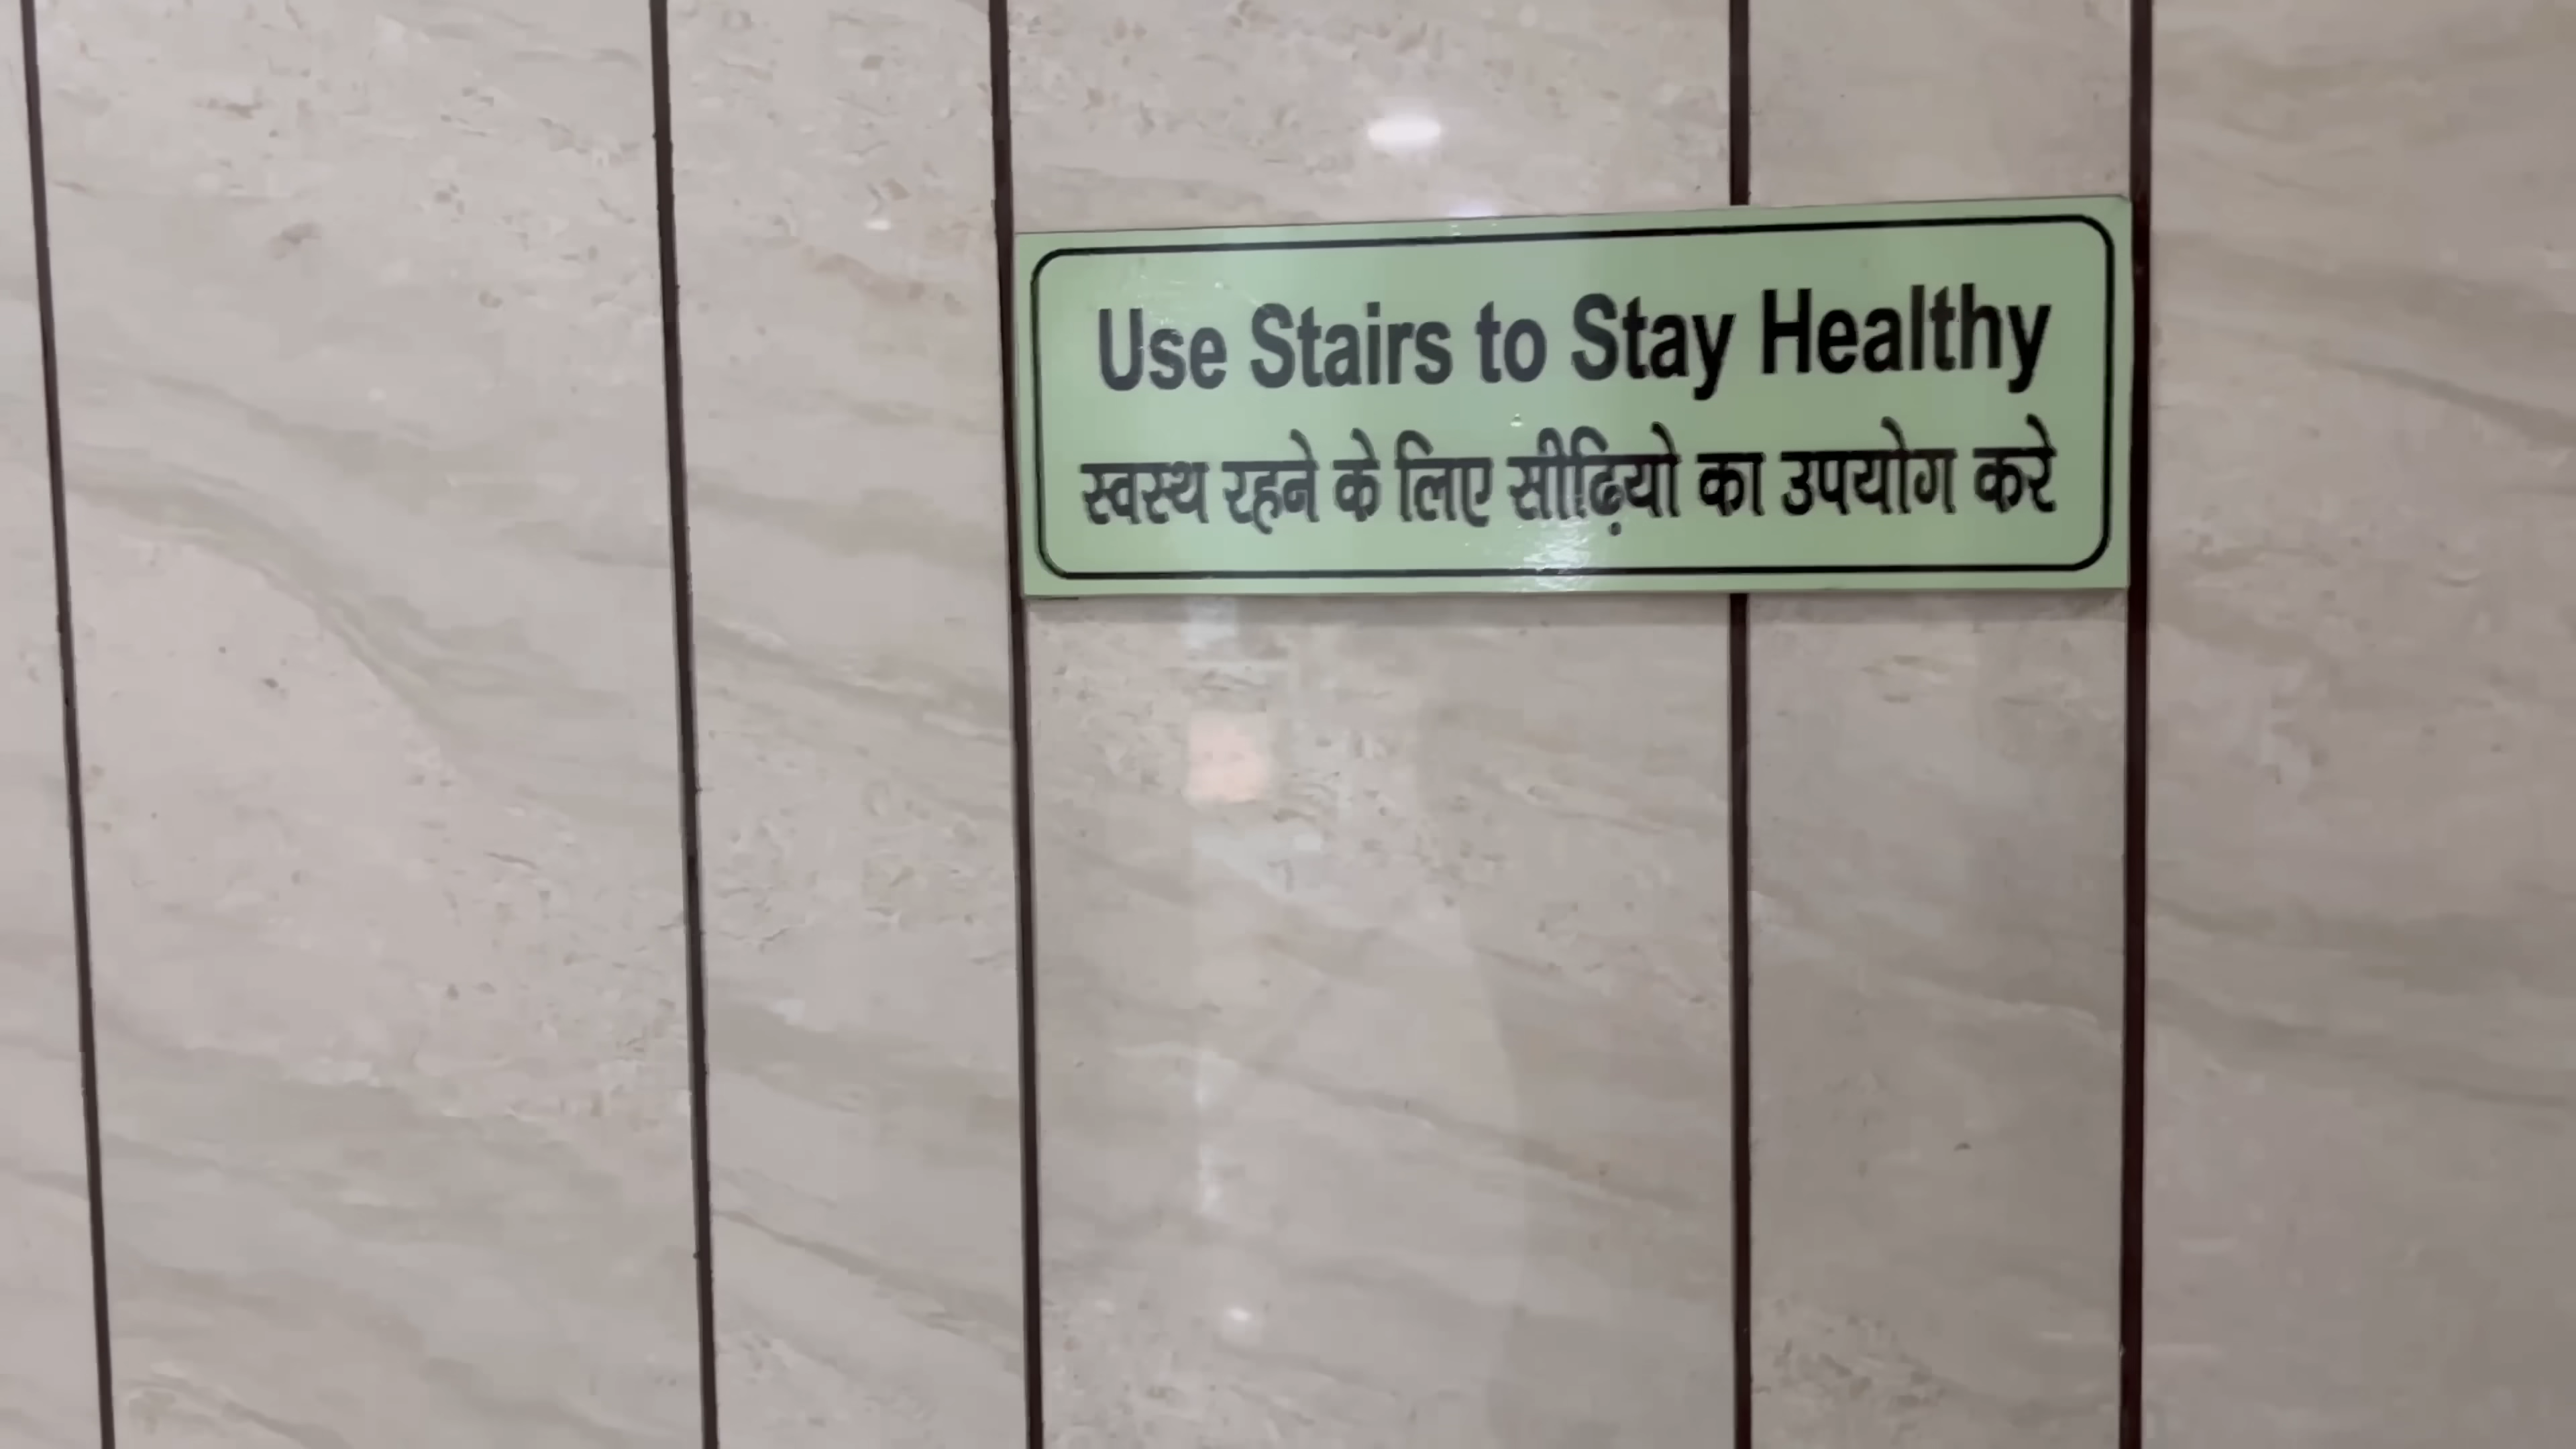 Use Stairs to Stay Healthy
स्वस्थ रहने के लिए सीढ़ियो का उपयोग करे